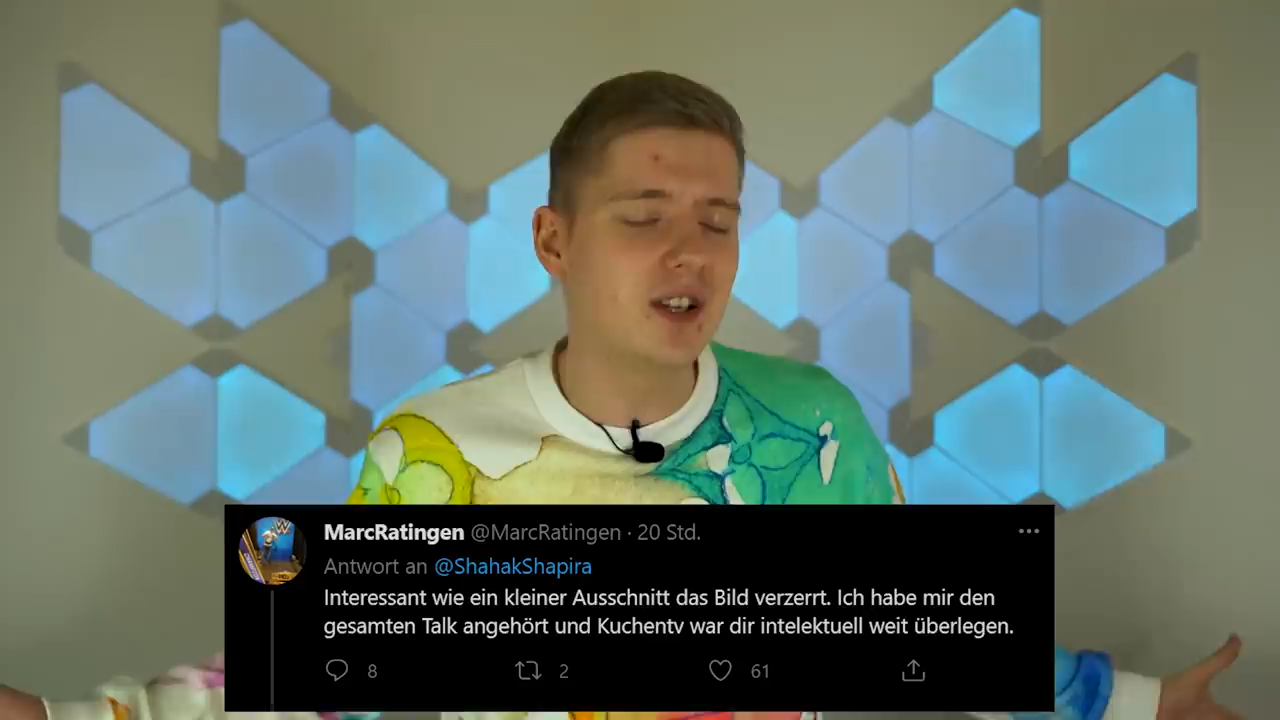 MarcRatingen @MarcRatingen · 20 Std.
Antwort an @ShahakShapira
Interessant wie ein kleiner Ausschnitt das Bild verzerrt. Ich habe mir den
gesamten Talk angehört und Kuchentv war dir intelektuell weit überlegen.
8 2 61